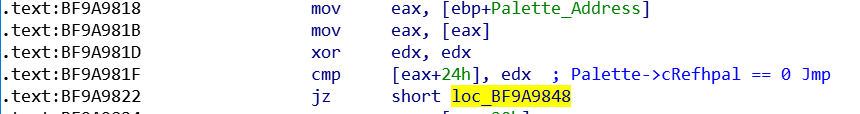 .text:BF9A9818 mov eax, [ebp+Palette_Address]
.text:BF9A981B mov eax, [eax]
.text:BF9A981D xor edx, edx
.text:BF9A981F cmp [eax+24h], edx ; Palette->cRefhpal == 0 Jmp
.text:BF9A9822 jz short loc_BF9A9848